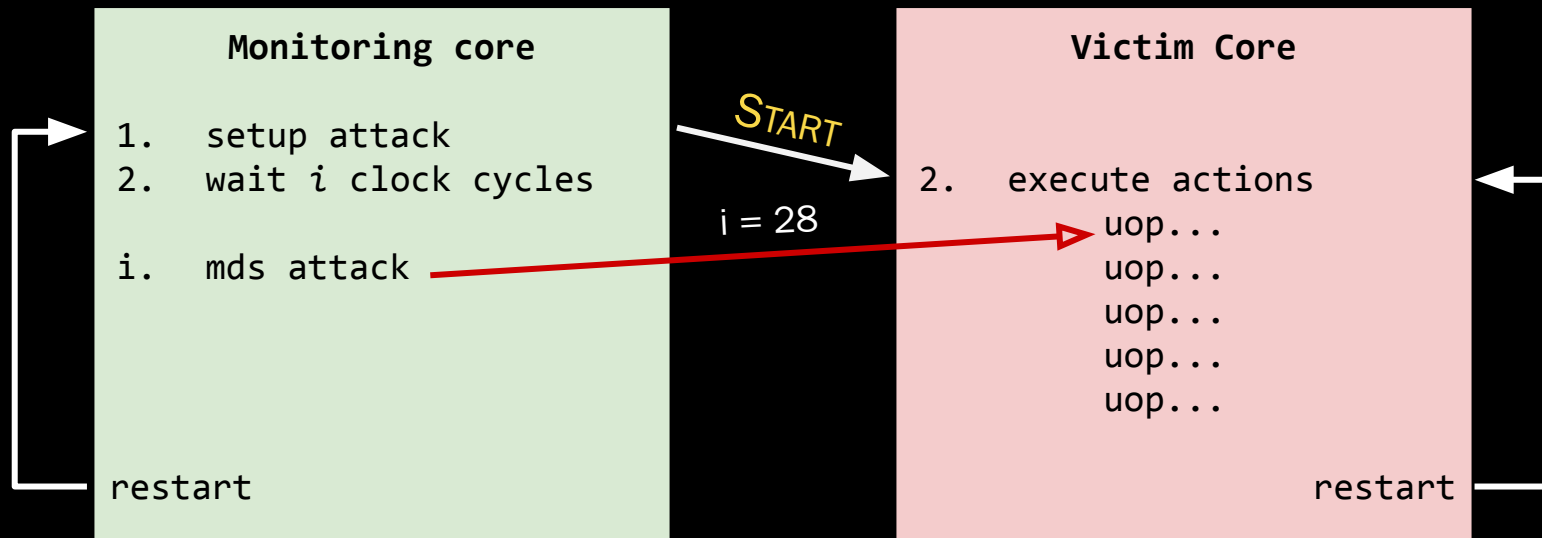 Monitoring core
1. setup attack
2. wait i clock cycles
i. mds attack
restart
START
i = 28
Victim Core
2. execute actions
uop...
uop...
uop...
uop...
uop...
restart